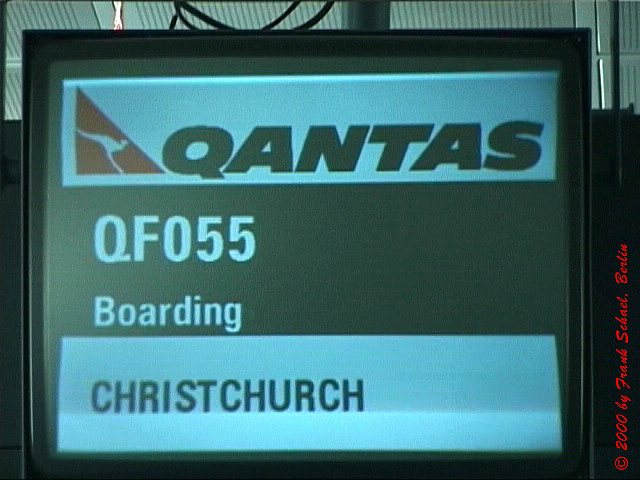 QANTAS
QF055
Boarding
CHRISTCHURCH
© 2000 by Frank Schael, Berlin